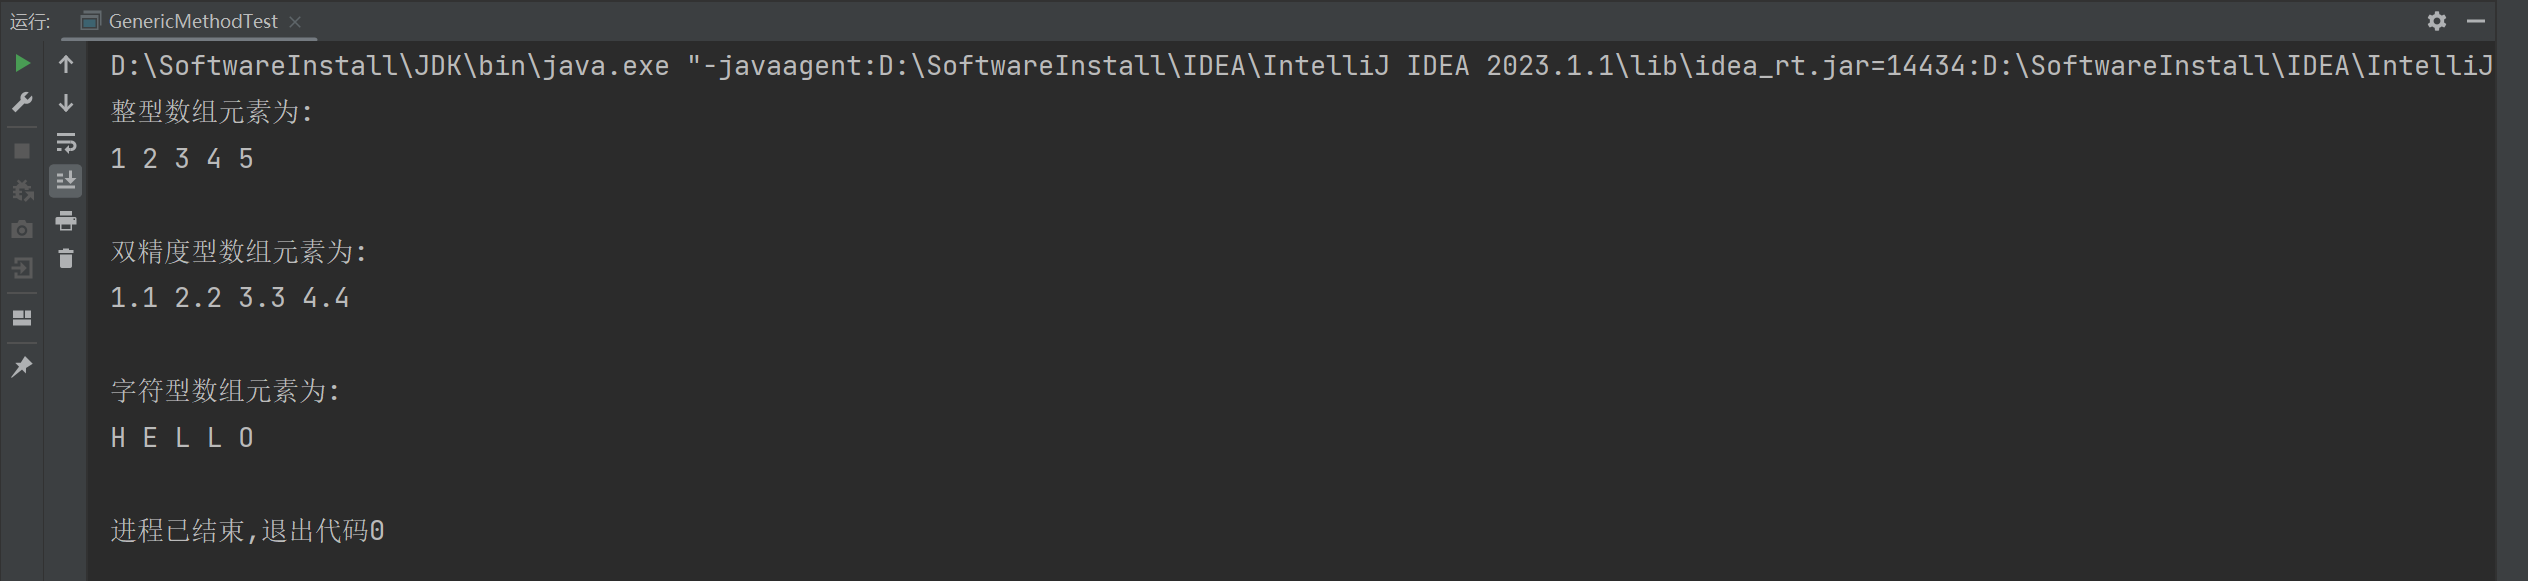 运行: GenericMethodTest
D:\SoftwareInstall\JDK\bin\java.exe "-javaagent:D:\SoftwareInstall\IDEA\IntelliJ IDEA 2023.1.1\lib\idea_rt.jar=14434:D:\SoftwareInstall\IDEA\IntelliJ
整型数组元素为:
1 2 3 4 5
双精度型数组元素为:
1.1 2.2 3.3 4.4
字符型数组元素为:
H E L L O
进程已结束,退出代码0